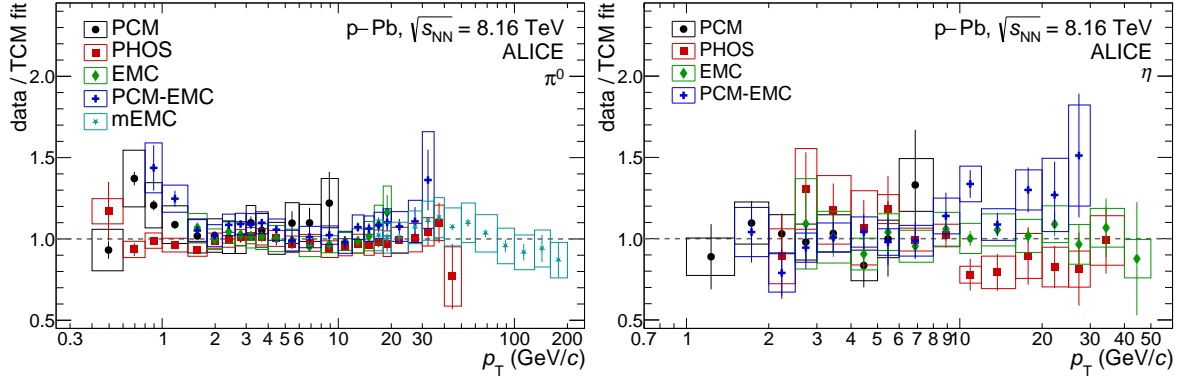 data / TCM fit
2.0
1.5
1.0
0.5
PCM
PHOS
EMC
PCM-EMC
mEMC
p–Pb, √sNN = 8.16 TeV
ALICE
π⁰
0.3 1 2 3 4 5 6 10 20 30 100 200
pT (GeV/c)
data / TCM fit
2.0
1.5
1.0
0.5
PCM
PHOS
EMC
PCM-EMC
p–Pb, √sNN = 8.16 TeV
ALICE
η
0.7 1 2 3 4 5 6 7 8 910 20 30 40 50
pT (GeV/c)